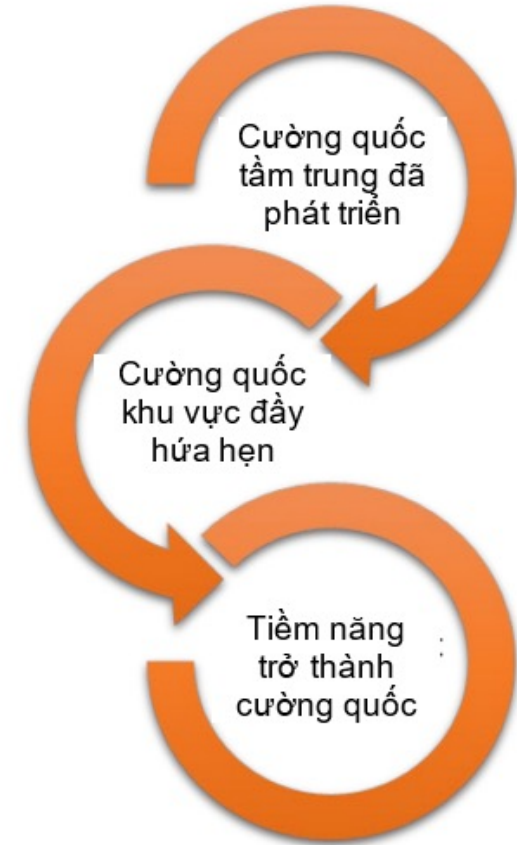 Cường quốc
tầm trung đã
phát triển
Cường quốc
khu vực đầy
hứa hẹn
Tiềm năng
trở thành
cường quốc